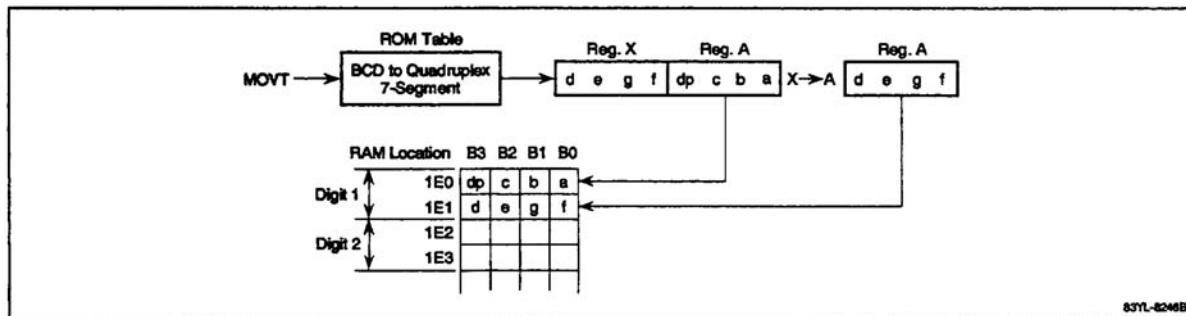 ROM Table
Reg. X Reg. A Reg. A
MOVT BCD to Quadruplex d e g f dp c b a X→A d e g f
7-Segment
RAM Location B3 B2 B1 B0
Digit 1 1E0 dp c b a
1E1 d e g f
Digit 2 1E2
1E3
83YL-8246B